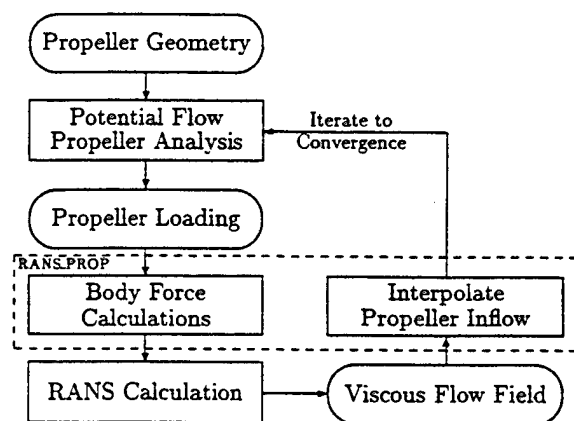 Propeller Geometry
Potential Flow
Propeller Analysis
Iterate to
Convergence
Propeller Loading
RANS_PROP
Body Force
Calculations
Interpolate
Propeller Inflow
RANS Calculation
Viscous Flow Field